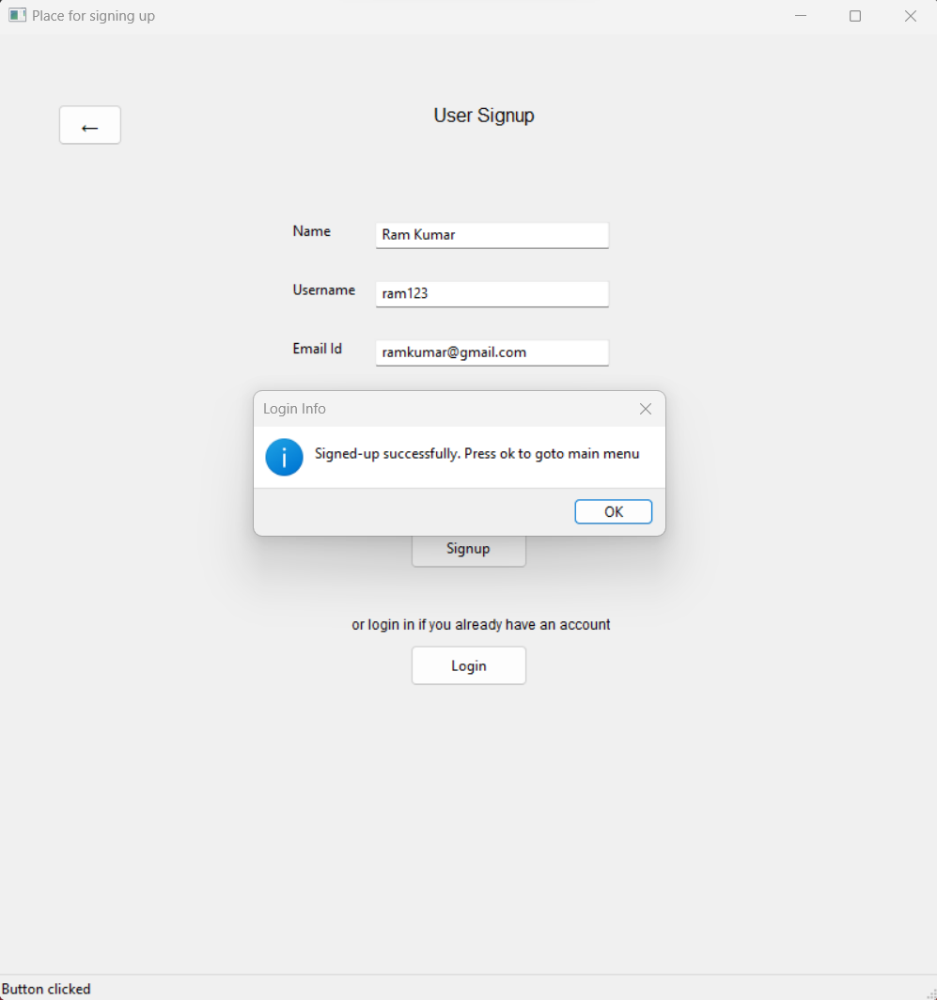 Place for signing up
←
User Signup
Name
Ram Kumar
Username
ram123
Email Id
ramkumar@gmail.com
Login Info
i
Signed-up successfully. Press ok to goto main menu
OK
Signup
or login in if you already have an account
Login
Button clicked